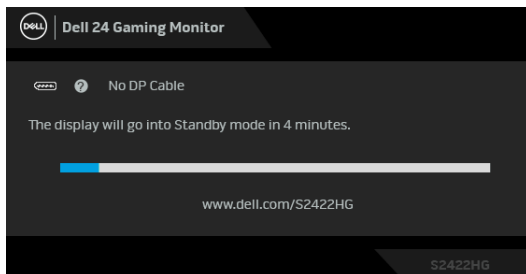 DELL Dell 24 Gaming Monitor
? No DP Cable
The display will go into Standby mode in 4 minutes.
www.dell.com/S2422HG
S2422HG